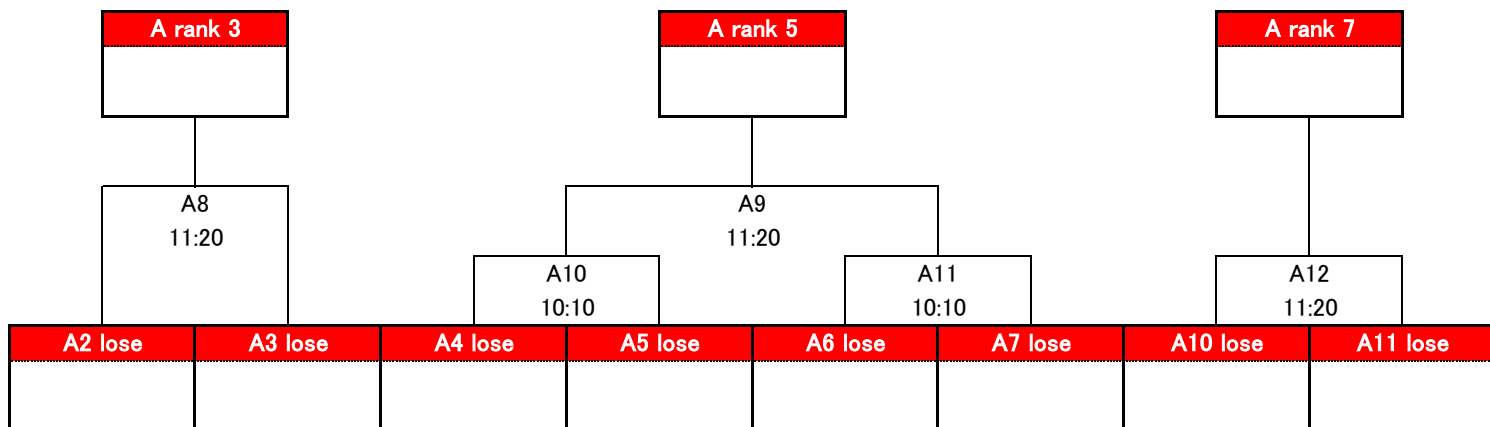 A rank 3
A rank 5
A rank 7
A8
11:20
A9
11:20
A10
10:10
A11
10:10
A12
11:20
A2 lose
A3 lose
A4 lose
A5 lose
A6 lose
A7 lose
A10 lose
A11 lose